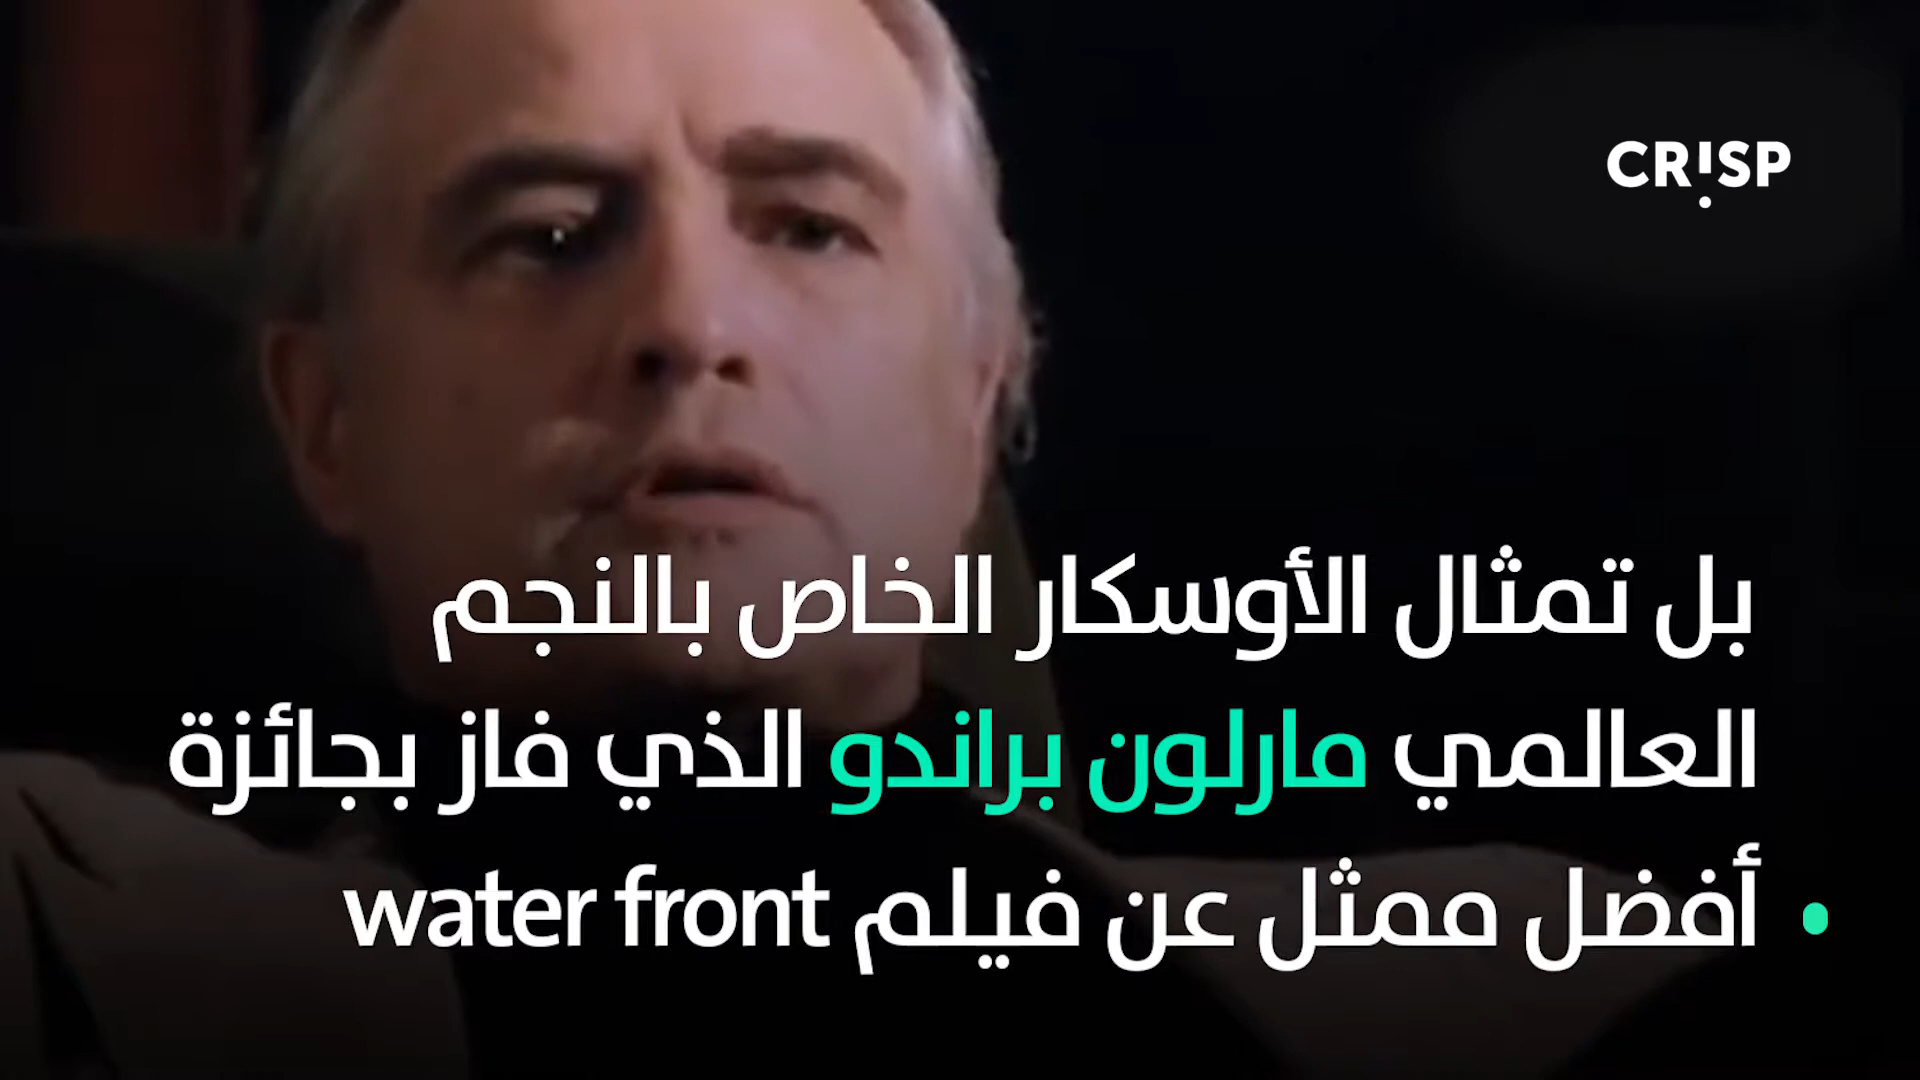 CRISP
بل تمثال الأوسكار الخاص بالنجم
العالمي مارلون براندو الذي فاز بجائزة
أفضل ممثل عن فيلم water front